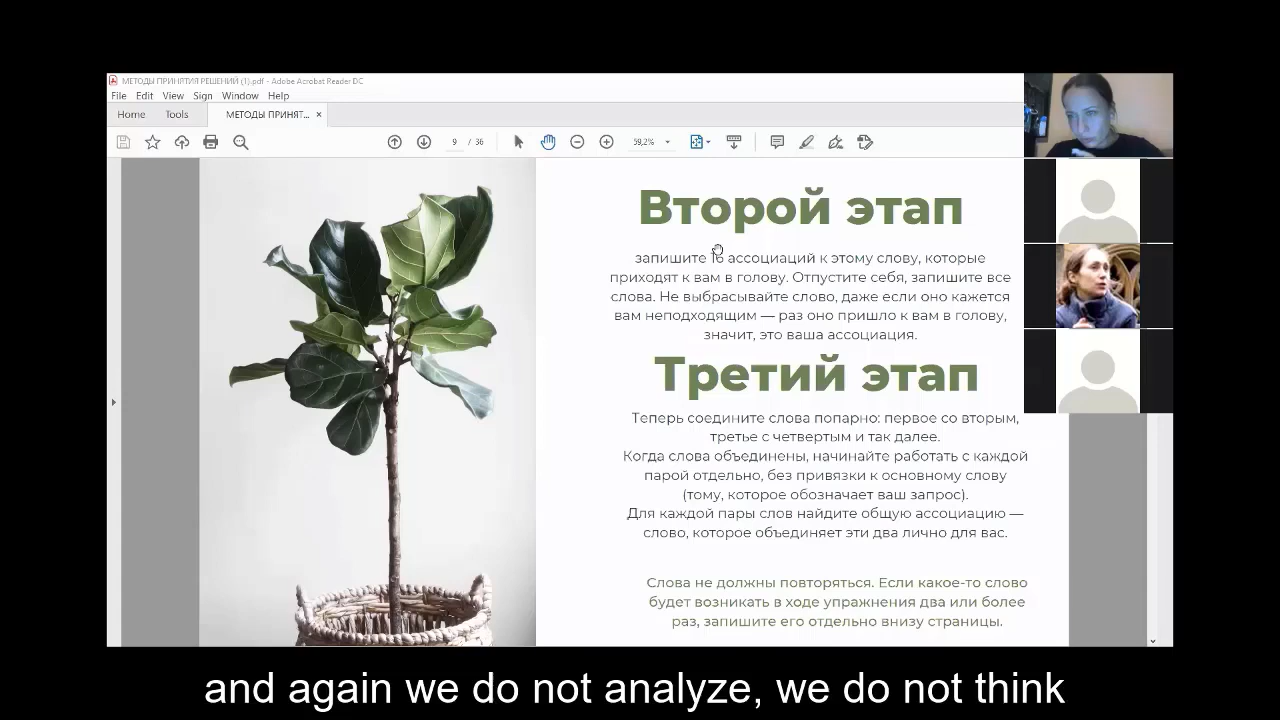 МЕТОДЫ ПРИНЯТИЯ РЕШЕНИЙ (1).pdf - Adobe Acrobat Reader DC
File Edit View Sign Window Help
Home Tools МЕТОДЫ ПРИНЯТ... ×
9 / 36 59,2%
Второй этап
запишите 16 ассоциаций к этому слову, которые
приходят к вам в голову. Отпустите себя, запишите все
слова. Не выбрасывайте слово, даже если оно кажется
вам неподходящим — раз оно пришло к вам в голову,
значит, это ваша ассоциация.
Третий этап
Теперь соедините слова попарно: первое со вторым,
третье с четвертым и так далее.
Когда слова объединены, начинайте работать с каждой
парой отдельно, без привязки к основному слову
(тому, которое обозначает ваш запрос).
Для каждой пары слов найдите общую ассоциацию —
слово, которое объединяет эти два лично для вас.
Слова не должны повторяться. Если какое-то слово
будет возникать в ходе упражнения два или более
раз, запишите его отдельно внизу страницы.
and again we do not analyze, we do not think